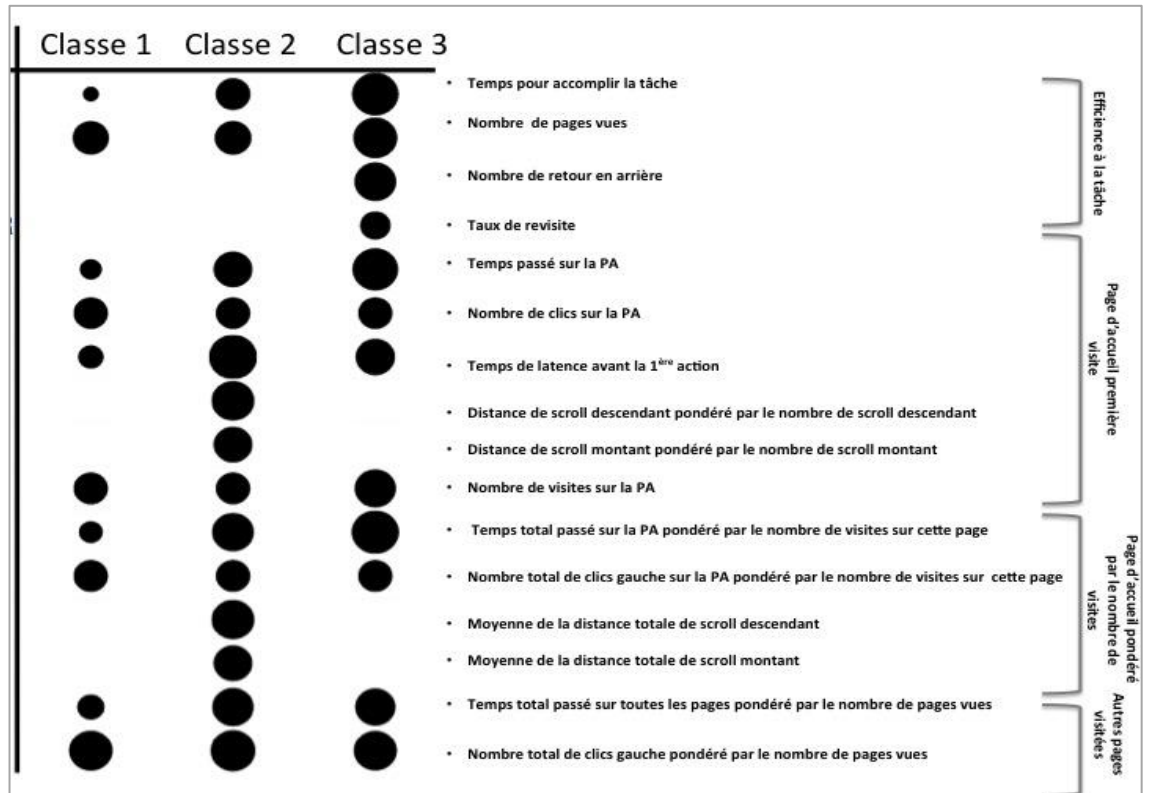 Classe 1 Classe 2 Classe 3
• Temps pour accomplir la tâche
• Nombre de pages vues
• Nombre de retour en arrière
• Taux de revisite
Efficience à la tâche
• Temps passé sur la PA
• Nombre de clics sur la PA
• Temps de latence avant la 1ère action
• Distance de scroll descendant pondéré par le nombre de scroll descendant
• Distance de scroll montant pondéré par le nombre de scroll montant
• Nombre de visites sur la PA
Page d'accueil première
visite
• Temps total passé sur la PA pondéré par le nombre de visites sur cette page
• Nombre total de clics gauche sur la PA pondéré par le nombre de visites sur cette page
• Moyenne de la distance totale de scroll descendant
• Moyenne de la distance totale de scroll montant
Page d'accueil pondéré
par le nombre de
visites
• Temps total passé sur toutes les pages pondéré par le nombre de pages vues
• Nombre total de clics gauche pondéré par le nombre de pages vues
Autres pages
visitées